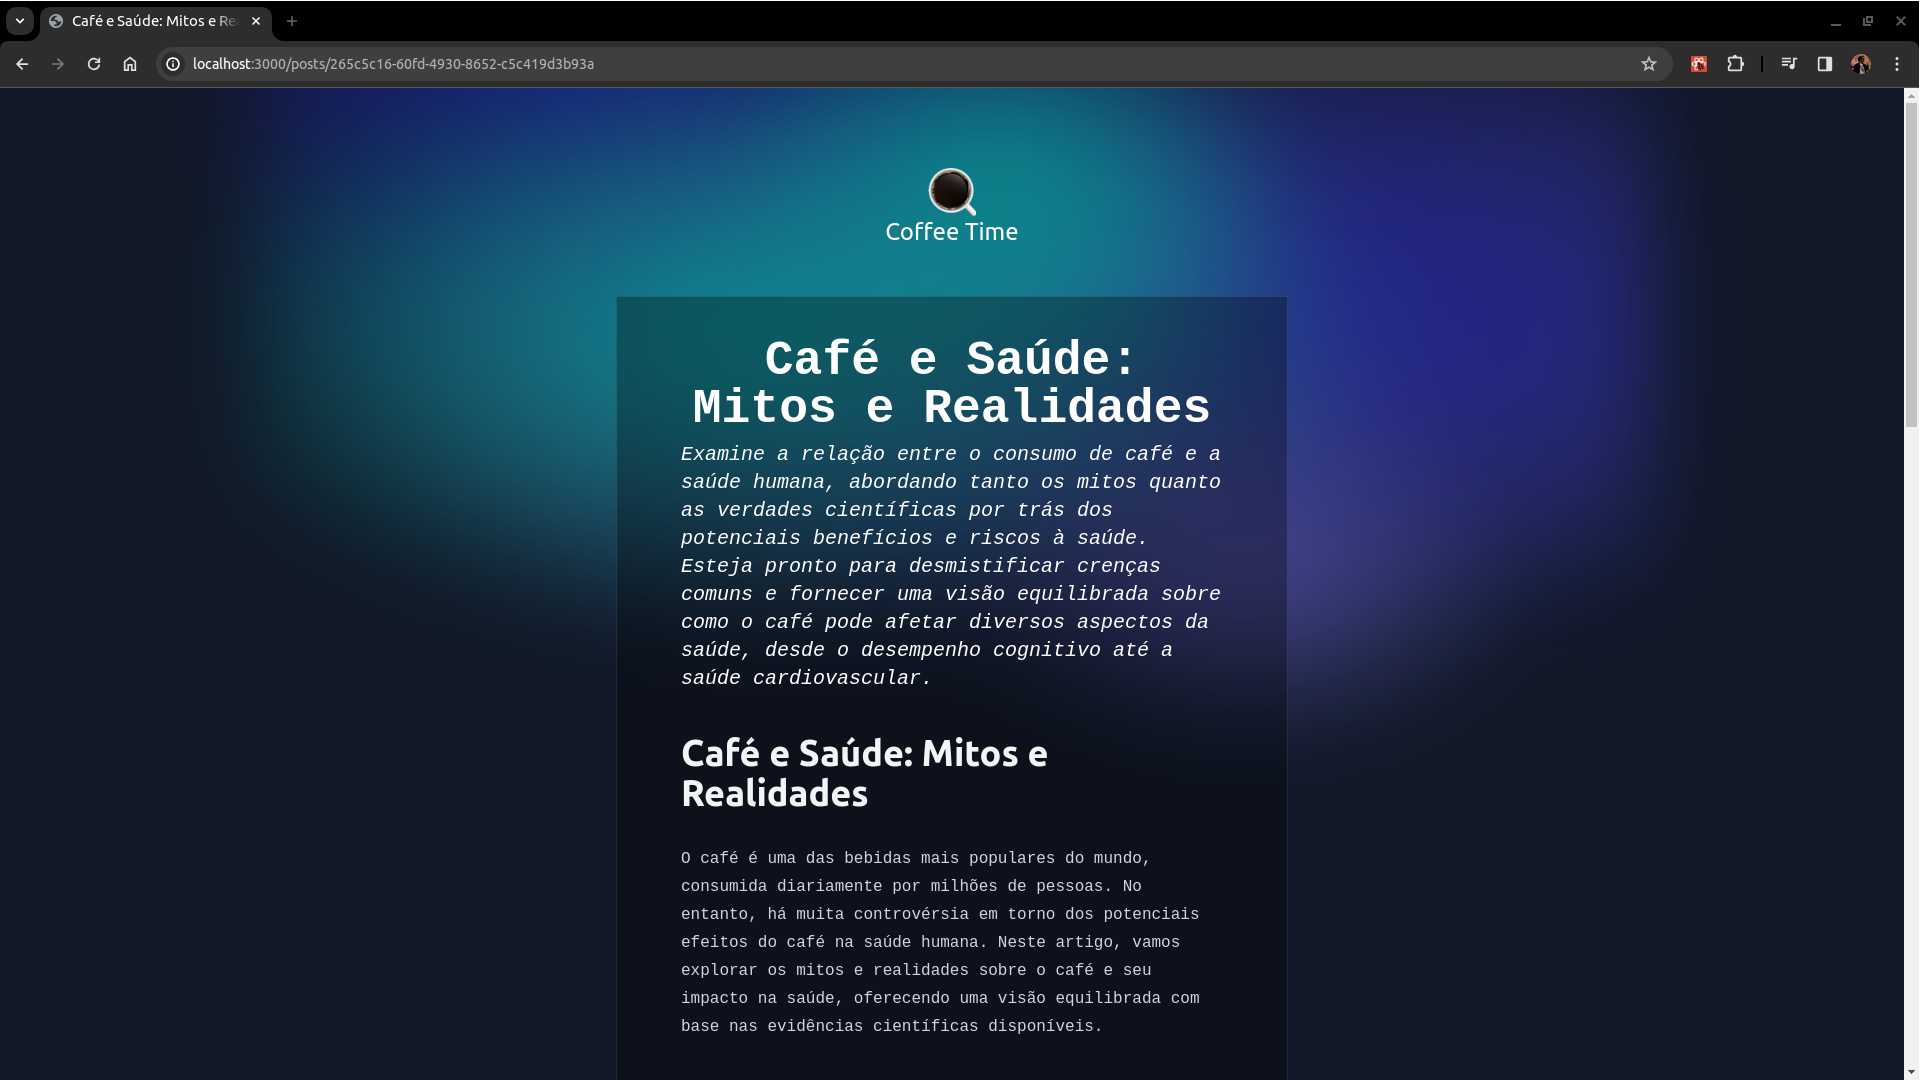 Café e Saúde: Mitos e Re
localhost:3000/posts/265c5c16-60fd-4930-8652-c5c419d3b93a
Coffee Time
Café e Saúde:
Mitos e Realidades
Examine a relação entre o consumo de café e a
saúde humana, abordando tanto os mitos quanto
as verdades científicas por trás dos
potenciais benefícios e riscos à saúde.
Esteja pronto para desmistificar crenças
comuns e fornecer uma visão equilibrada sobre
como o café pode afetar diversos aspectos da
saúde, desde o desempenho cognitivo até a
saúde cardiovascular.
Café e Saúde: Mitos e
Realidades
O café é uma das bebidas mais populares do mundo,
consumida diariamente por milhões de pessoas. No
entanto, há muita controvérsia em torno dos potenciais
efeitos do café na saúde humana. Neste artigo, vamos
explorar os mitos e realidades sobre o café e seu
impacto na saúde, oferecendo uma visão equilibrada com
base nas evidências científicas disponíveis.